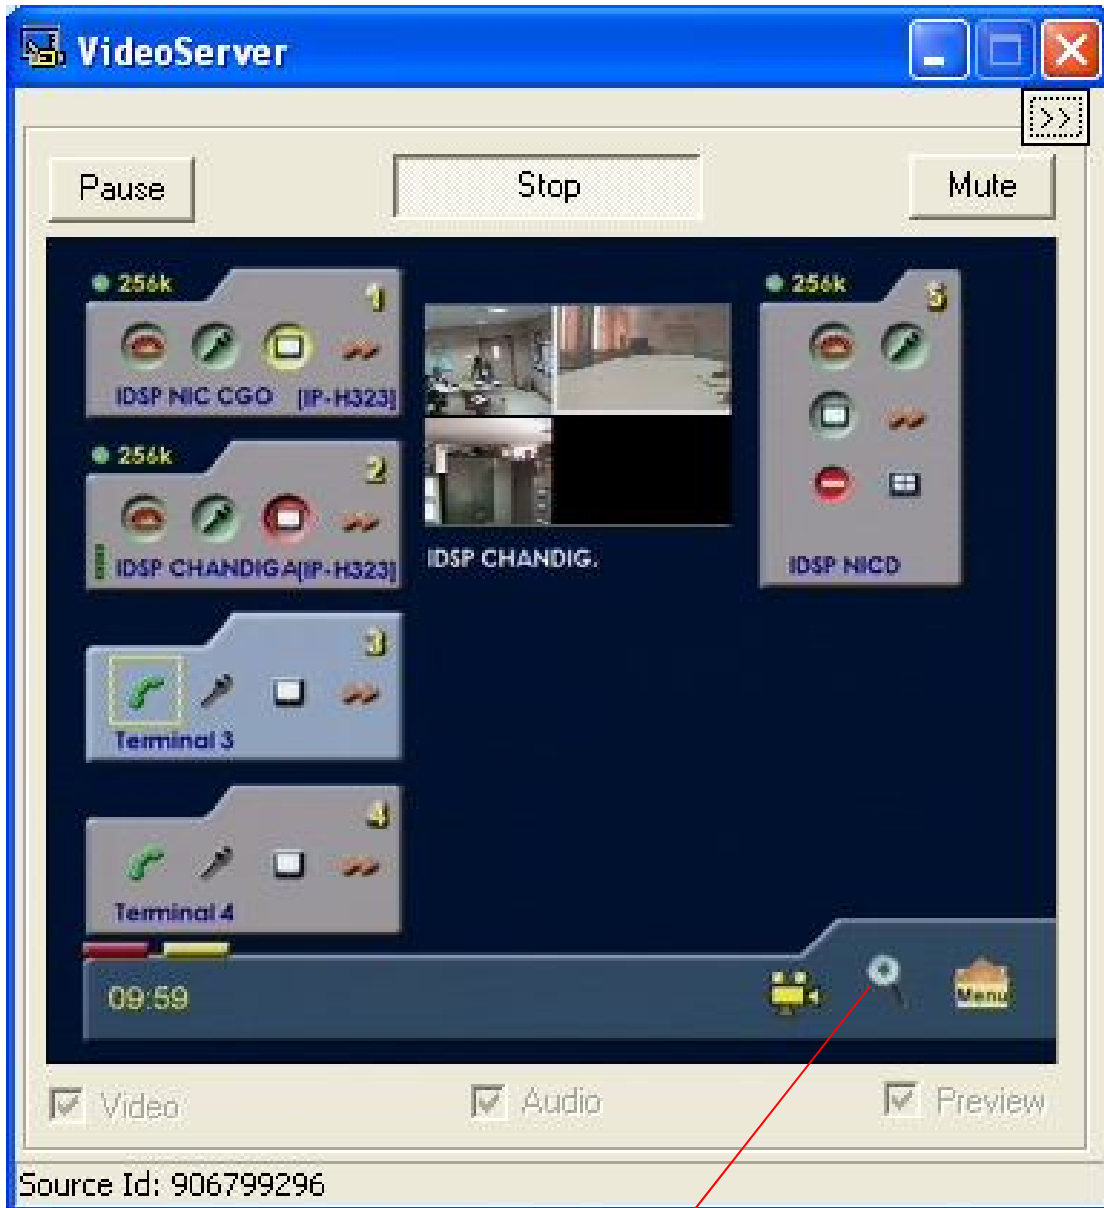 VideoServer
>>
Pause
Stop
Mute
256k
1
IDSP NIC CGO [IP-H323]
256k
2
IDSP CHANDIGA[IP-H323]
3
Terminal 3
4
Terminal 4
IDSP CHANDIG.
256k
5
IDSP NICD
09:59
Menu
Video
Audio
Preview
Source Id: 906799296